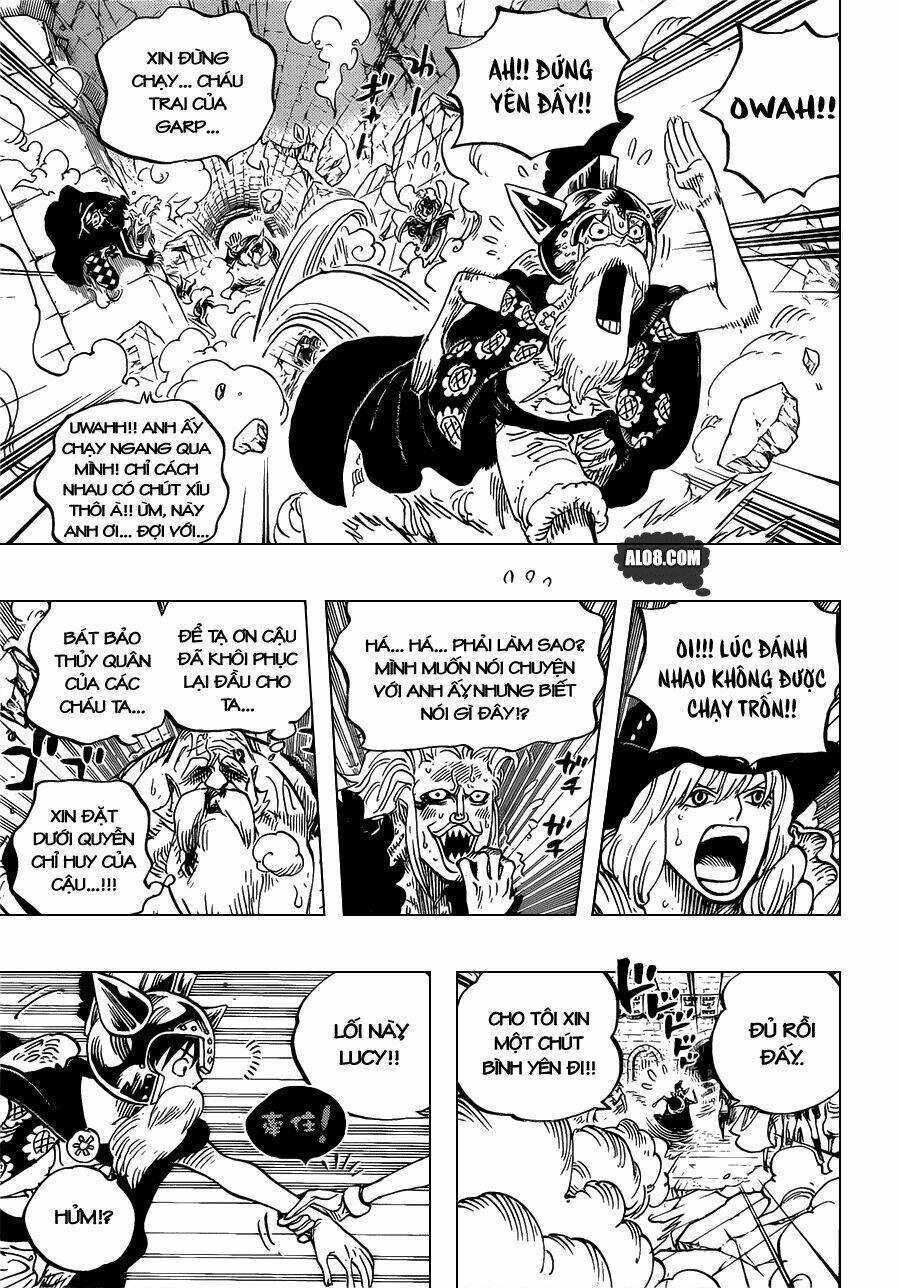 OWAH!!
AH!! ĐỨNG
YÊN ĐẤY!!
XIN ĐỪNG
CHẠY... CHÁU
TRAI CỦA
GARP...
UWAHH!! ANH ẤY
CHẠY NGANG QUA
MÌNH! CHỈ CÁCH
NHAU CÓ CHÚT XÍU
THÔI À!! ỪM, NÀY
ANH ƠI... ĐỢI VỚI...
ALO8.COM
OI!!! LÚC ĐÁNH
NHAU KHÔNG ĐƯỢC
CHẠY TRỐN!!
HÁ... HÁ... PHẢI LÀM SAO?
MÌNH MUỐN NÓI CHUYỆN
VỚI ANH ẤY, NHƯNG BIẾT
NÓI GÌ ĐÂY!?
ĐỂ TẠ ƠN CẬU
ĐÃ KHÔI PHỤC
LẠI ĐẦU CHO
TA...
BÁT BẢO
THỦY QUÂN
CỦA CÁC
CHÁU TA...
XIN ĐẶT
DƯỚI QUYỀN
CHỈ HUY CỦA
CẬU...!!!
ĐỦ RỒI
ĐẤY.
CHO TÔI XIN
MỘT CHÚT
BÌNH YÊN ĐI!!
LỐI NÀY,
LUCY!!
HỬM!?